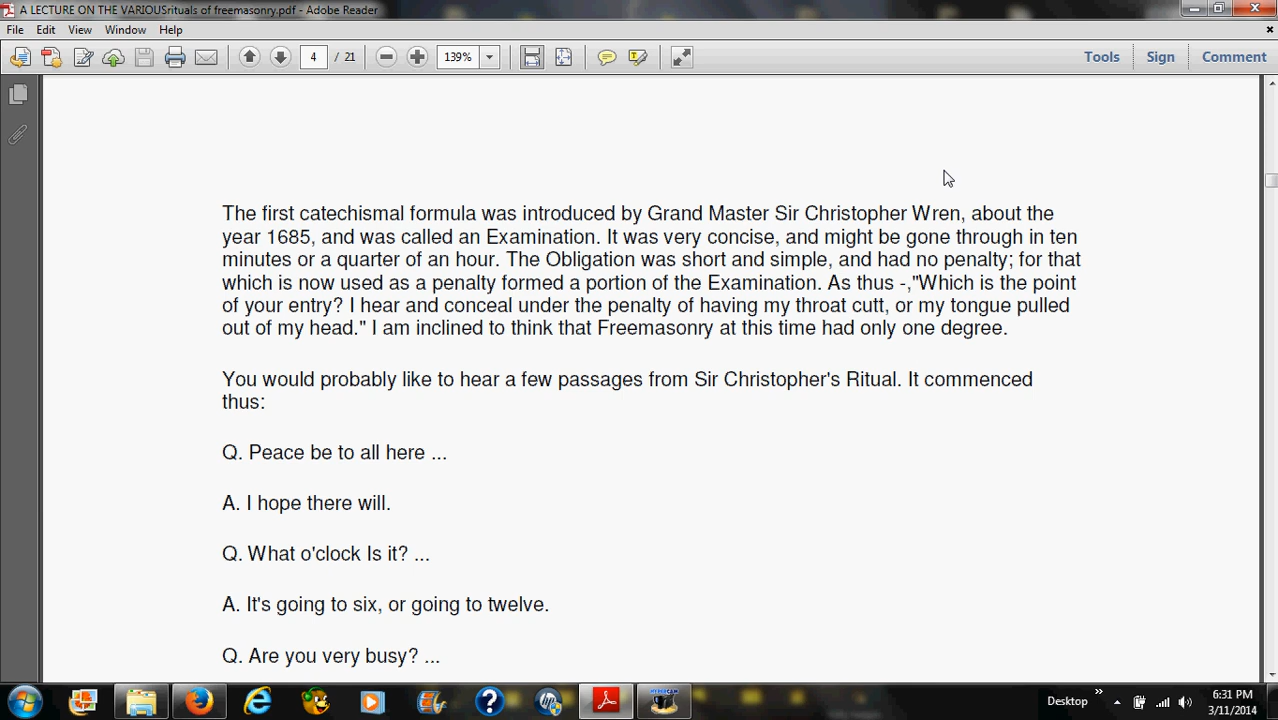 A LECTURE ON THE VARIOUSrituals of freemasonry.pdf - Adobe Reader
File Edit View Window Help
4 / 21 139% Tools Sign Comment
The first catechismal formula was introduced by Grand Master Sir Christopher Wren, about the
year 1685, and was called an Examination. It was very concise, and might be gone through in ten
minutes or a quarter of an hour. The Obligation was short and simple, and had no penalty; for that
which is now used as a penalty formed a portion of the Examination. As thus -,"Which is the point
of your entry? I hear and conceal under the penalty of having my throat cutt, or my tongue pulled
out of my head." I am inclined to think that Freemasonry at this time had only one degree.
You would probably like to hear a few passages from Sir Christopher's Ritual. It commenced
thus:
Q. Peace be to all here ...
A. I hope there will.
Q. What o'clock Is it? ...
A. It's going to six, or going to twelve.
Q. Are you very busy? ...
Desktop
6:31 PM
3/11/2014